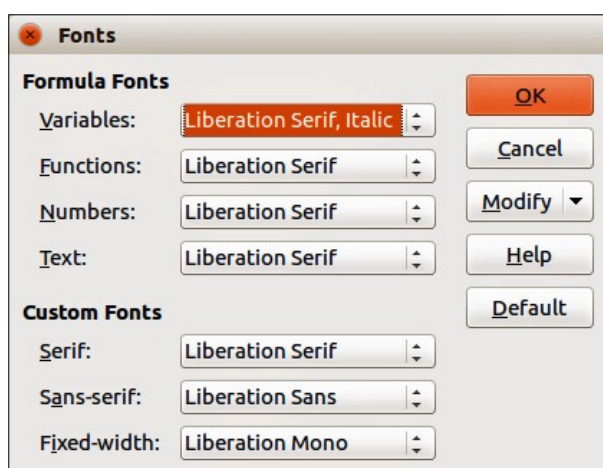 Fonts
Formula Fonts
Variables: Liberation Serif, Italic
Functions: Liberation Serif
Numbers: Liberation Serif
Text: Liberation Serif
Custom Fonts
Serif: Liberation Serif
Sans-serif: Liberation Sans
Fixed-width: Liberation Mono
OK
Cancel
Modify
Help
Default